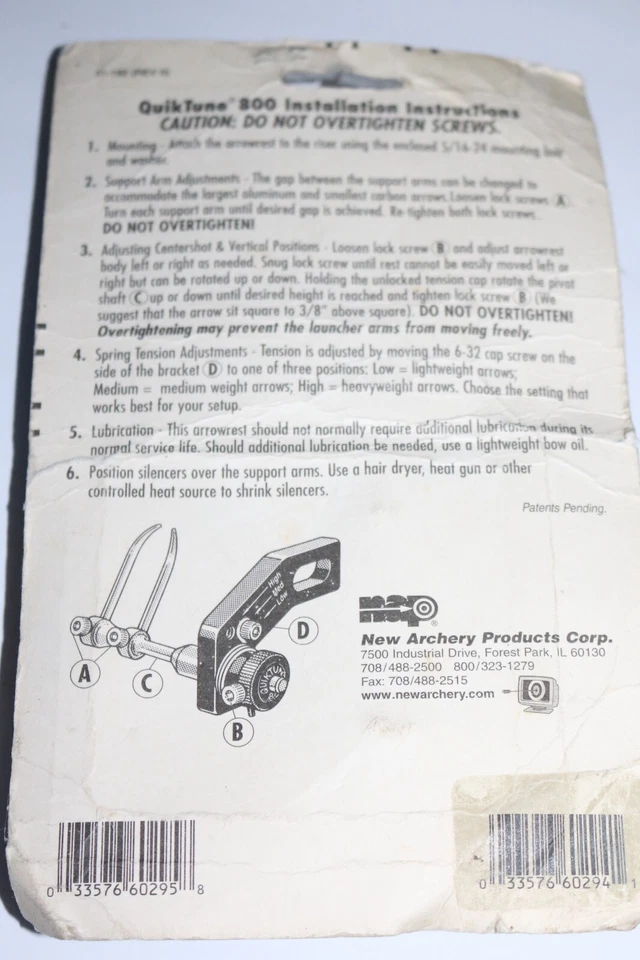 QuikTune™ 800 Installation Instructions
CAUTION: DO NOT OVERTIGHTEN SCREWS.
1. Mounting - Attach the arrowrest to the riser using the enclosed 5/16-24 mounting bolt
and washer.
2. Support Arm Adjustments - The gap between the support arms can be changed to
accommodate the largest aluminum and smallest carbon arrows. Loosen lock screws A.
Turn each support arm until desired gap is achieved. Re-tighten both lock screws.
DO NOT OVERTIGHTEN!
3. Adjusting Centershot & Vertical Positions - Loosen lock screw B and adjust arrowrest
body left or right as needed. Snug lock screw until rest cannot be easily moved left or
right but can be rotated up or down. Holding the unlocked tension cap rotate the pivot
shaft C up or down until desired height is reached and tighten lock screw B. (We
suggest that the arrow sit square to 3/8" above square). DO NOT OVERTIGHTEN!
Overtightening may prevent the launcher arms from moving freely.
4. Spring Tension Adjustments - Tension is adjusted by moving the 6-32 cap screw on the
side of the bracket D to one of three positions: Low = lightweight arrows;
Medium = medium weight arrows; High = heavyweight arrows. Choose the setting that
works best for your setup.
5. Lubrication - This arrowrest should not normally require additional lubrication during its
normal service life. Should additional lubrication be needed, use a lightweight bow oil.
6. Position silencers over the support arms. Use a hair dryer, heat gun or other
controlled heat source to shrink silencers.
Patents Pending.
High
Med
Low
QUIKTUNE
A
B
C
D
nap
New Archery Products Corp.
7500 Industrial Drive, Forest Park, IL 60130
708/488-2500 800/323-1279
Fax: 708/488-2515
www.newarchery.com
0 33576 60295 8
0 33576 60294 1